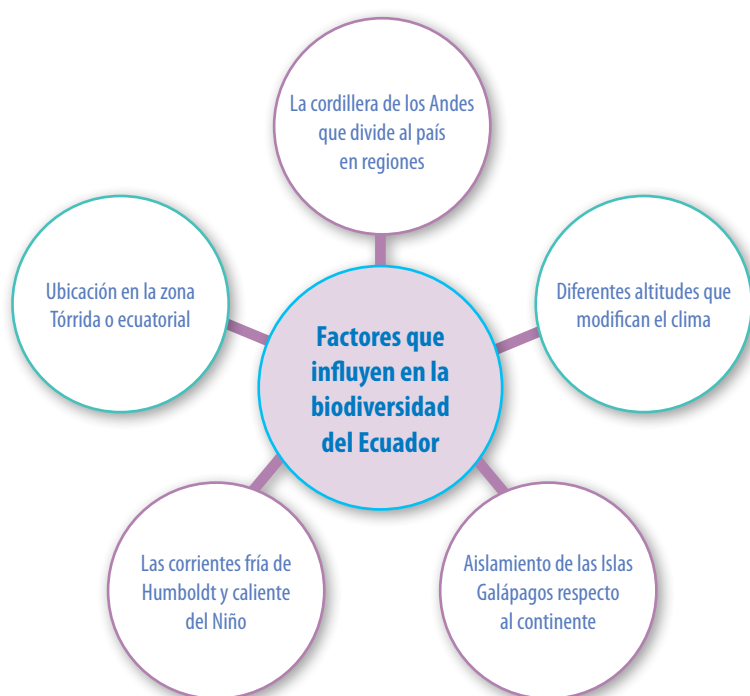 La cordillera de los Andes
que divide al país
en regiones
Ubicación en la zona
Tórrida o ecuatorial
Diferentes altitudes que
modifican el clima
Factores que
influyen en la
biodiversidad
del Ecuador
Las corrientes fría de
Humboldt y caliente
del Niño
Aislamiento de las Islas
Galápagos respecto
al continente